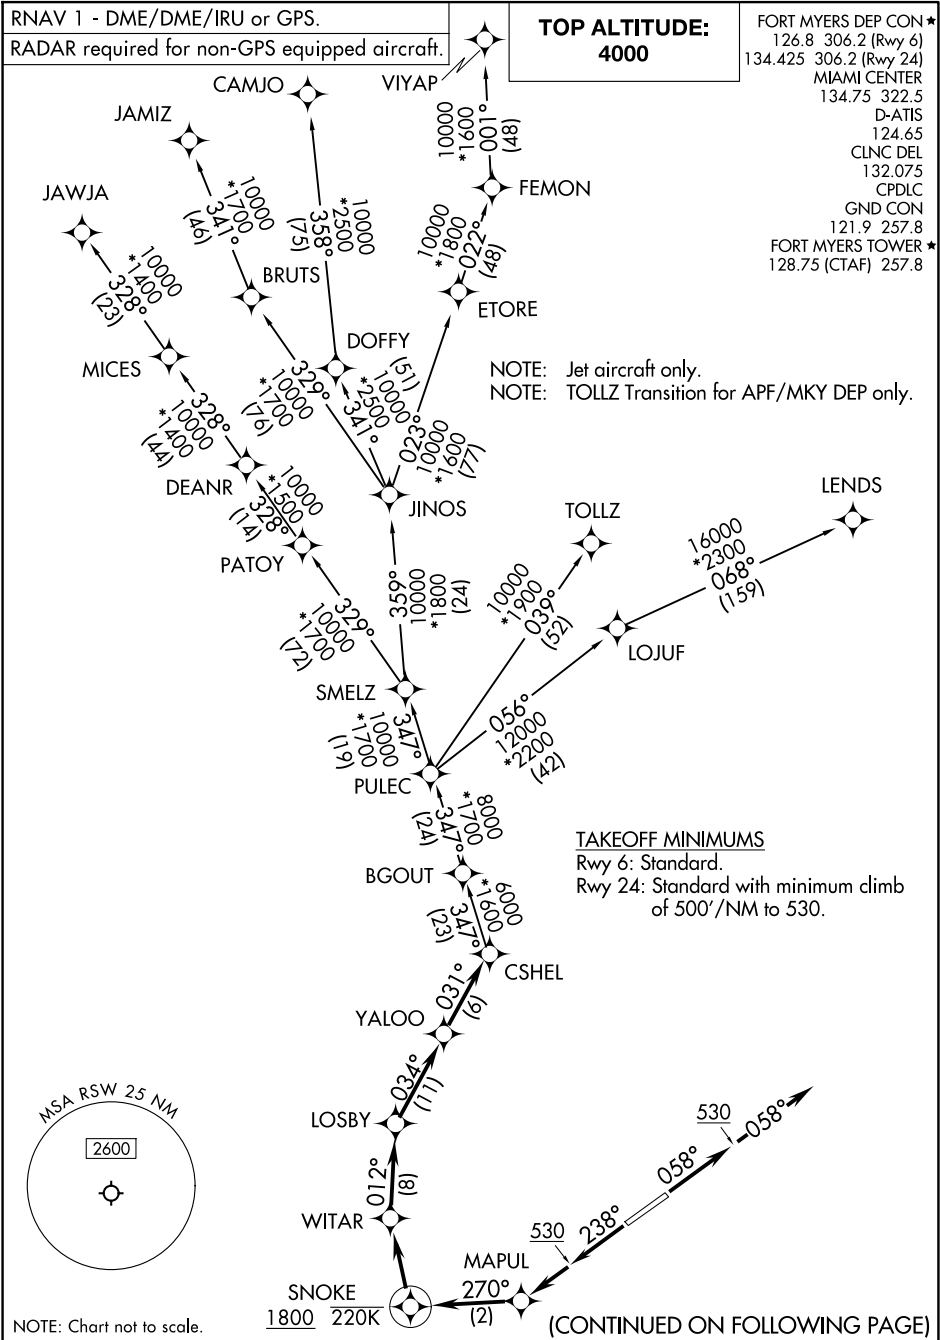 RNAV 1 - DME/DME/IRU or GPS.
RADAR required for non-GPS equipped aircraft.
TOP ALTITUDE:
4000
FORT MYERS DEP CON ★
126.8 306.2 (Rwy 6)
134.425 306.2 (Rwy 24)
MIAMI CENTER
134.75 322.5
D-ATIS
124.65
CLNC DEL
132.075
CPDLC
GND CON
121.9 257.8
FORT MYERS TOWER ★
128.75 (CTAF) 257.8
VIYAP
CAMJO
JAMIZ
JAWJA
10000
*1600
001°
(48)
FEMON
10000
*1700
341°
(46)
10000
*2500
358°
(75)
10000
*1800
022°
(48)
10000
*1400
328°
(23)
BRUTS
ETORE
DOFFY
MICES
NOTE: Jet aircraft only.
NOTE: TOLLZ Transition for APF/MKY DEP only.
329°
10000
*1700
(76)
(51)
10000
*2500
341°
023°
10000
*1600
(77)
328°
10000
*1400
(44)
DEANR
10000
*1500
328°
(14)
JINOS
TOLLZ
LENDS
PATOY
16000
*2300
068°
(159)
359°
10000
*1800
(24)
10000
*1900
039°
(52)
329°
10000
*1700
(72)
LOJUF
SMELZ
056°
12000
*2200
(42)
347°
10000
*1700
(19)
PULEC
8000
*1700
347°
(24)
TAKEOFF MINIMUMS
Rwy 6: Standard.
Rwy 24: Standard with minimum climb
of 500'/NM to 530.
BGOUT
6000
*1600
347°
(23)
CSHEL
031°
(6)
YALOO
034°
(11)
LOSBY
MSA RSW 25 NM
2600
530
058°
058°
012°
(8)
WITAR
530
238°
MAPUL
270°
(2)
SNOKE
1800 220K
NOTE: Chart not to scale.
(CONTINUED ON FOLLOWING PAGE)